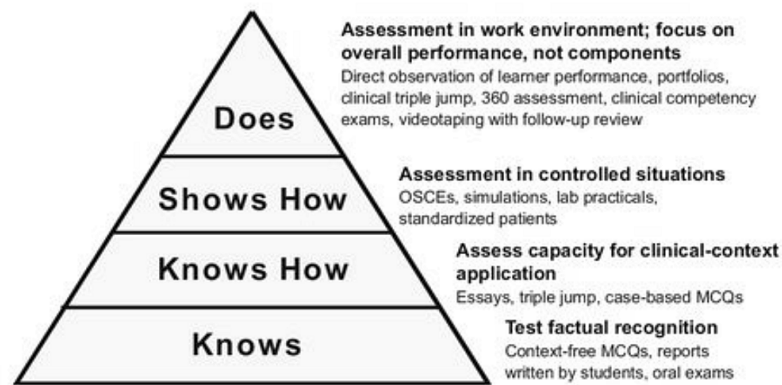 Assessment in work environment; focus on
overall performance, not components
Direct observation of learner performance, portfolios,
clinical triple jump, 360 assessment, clinical competency
exams, videotaping with follow-up review
Does
Assessment in controlled situations
OSCEs, simulations, lab practicals,
standardized patients
Shows How
Assess capacity for clinical-context
application
Essays, triple jump, case-based MCQs
Knows How
Test factual recognition
Context-free MCQs, reports
written by students, oral exams
Knows